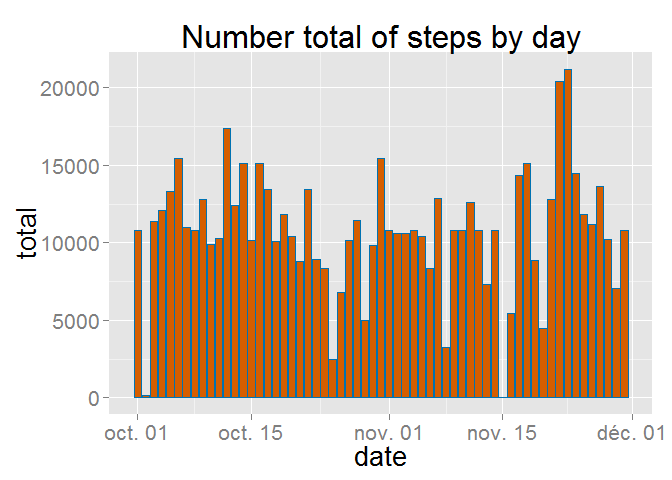 Number total of steps by day
total
20000
15000
10000
5000
0
oct. 01 oct. 15 nov. 01 nov. 15 déc. 01
date